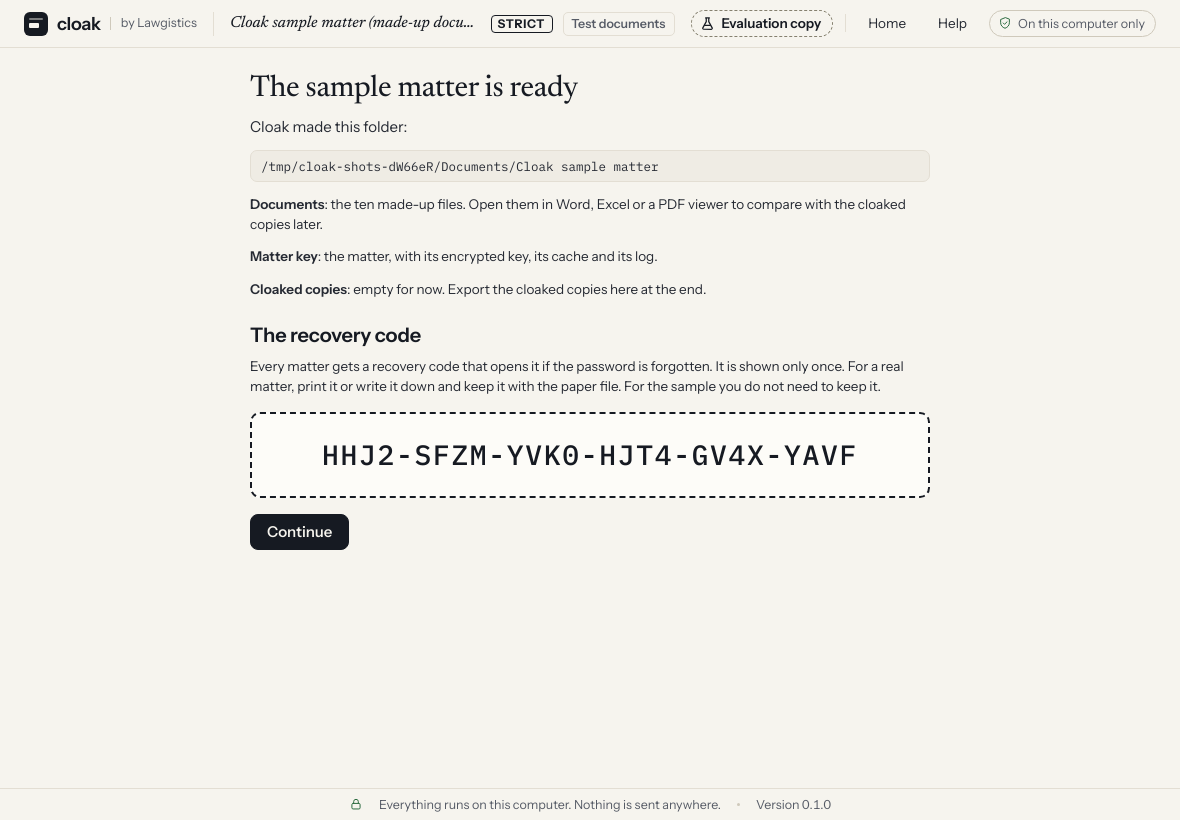 cloak by Lawgistics Cloak sample matter (made-up docu... STRICT Test documents Evaluation copy Home Help On this computer only
The sample matter is ready
Cloak made this folder:
/tmp/cloak-shots-dW66eR/Documents/Cloak sample matter
Documents: the ten made-up files. Open them in Word, Excel or a PDF viewer to compare with the cloaked
copies later.
Matter key: the matter, with its encrypted key, its cache and its log.
Cloaked copies: empty for now. Export the cloaked copies here at the end.
The recovery code
Every matter gets a recovery code that opens it if the password is forgotten. It is shown only once. For a real
matter, print it or write it down and keep it with the paper file. For the sample you do not need to keep it.
HHJ2-SFZM-YVK0-HJT4-GV4X-YAVF
Continue
Everything runs on this computer. Nothing is sent anywhere. • Version 0.1.0